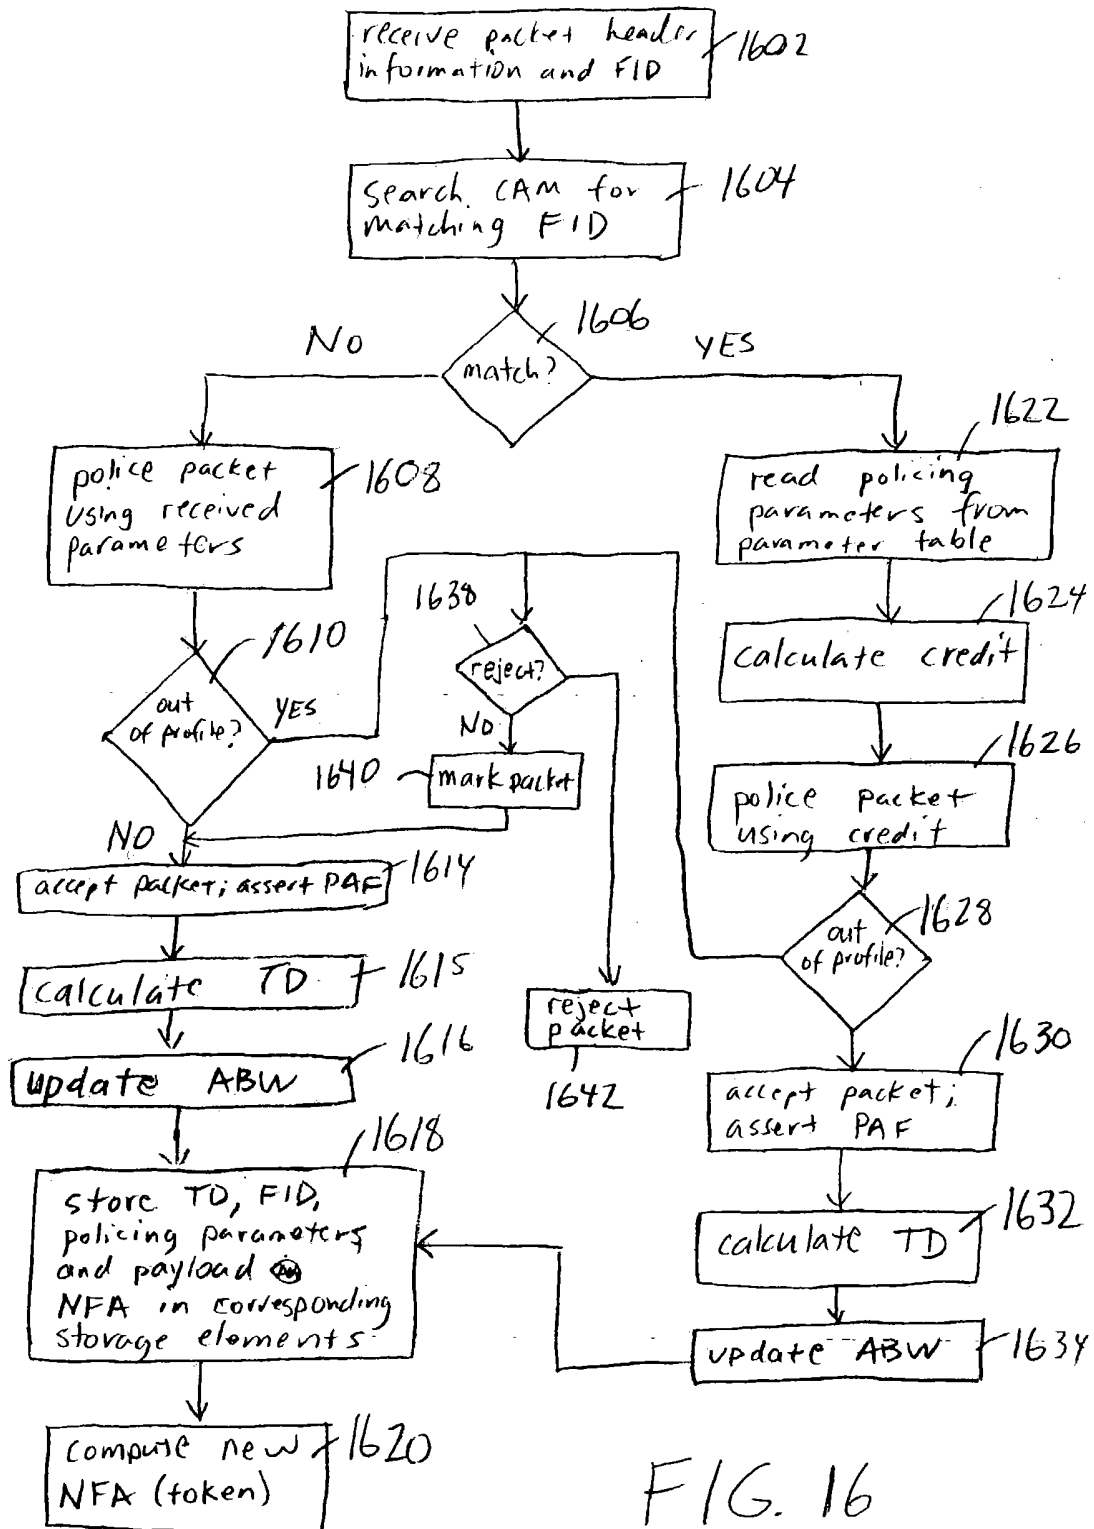 receive packet header
information and FID
1602
search CAM for
matching FID
1604
1606
match?
NO
YES
police packet
using received
parameters
1608
1622
read policing
parameters from
parameter table
1624
calculate credit
1638
reject?
1610
out
of profile?
YES
NO
1640
mark packet
1626
police packet
using credit
NO
accept packet; assert PAF
1614
1628
out
of profile?
calculate TD
1615
reject
packet
1642
update ABW
1616
1630
accept packet;
assert PAF
1618
store TD, FID,
policing parameters
and payload
NFA in corresponding
storage elements
1632
calculate TD
update ABW
1634
compute new
NFA (token)
1620
FIG. 16